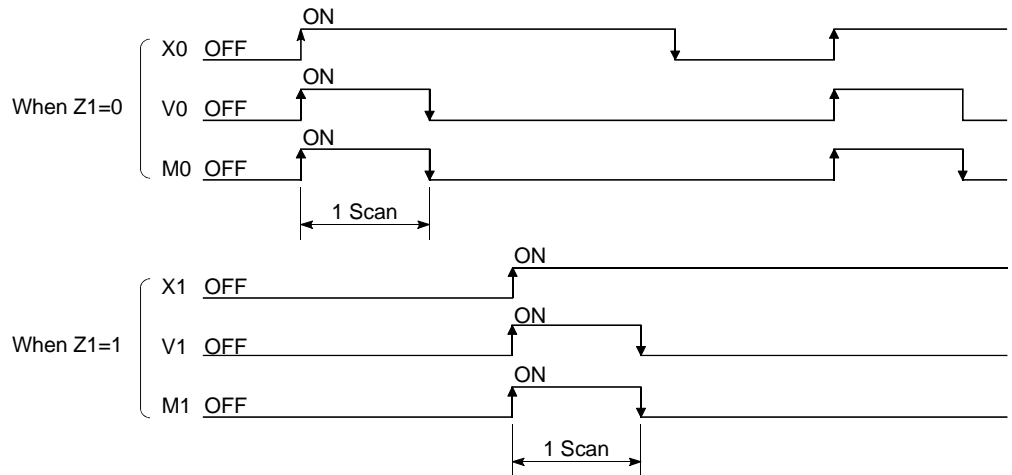 ON
X0 OFF
ON
When Z1=0
V0 OFF
ON
M0 OFF
1 Scan
ON
X1 OFF
ON
When Z1=1
V1 OFF
ON
M1 OFF
1 Scan